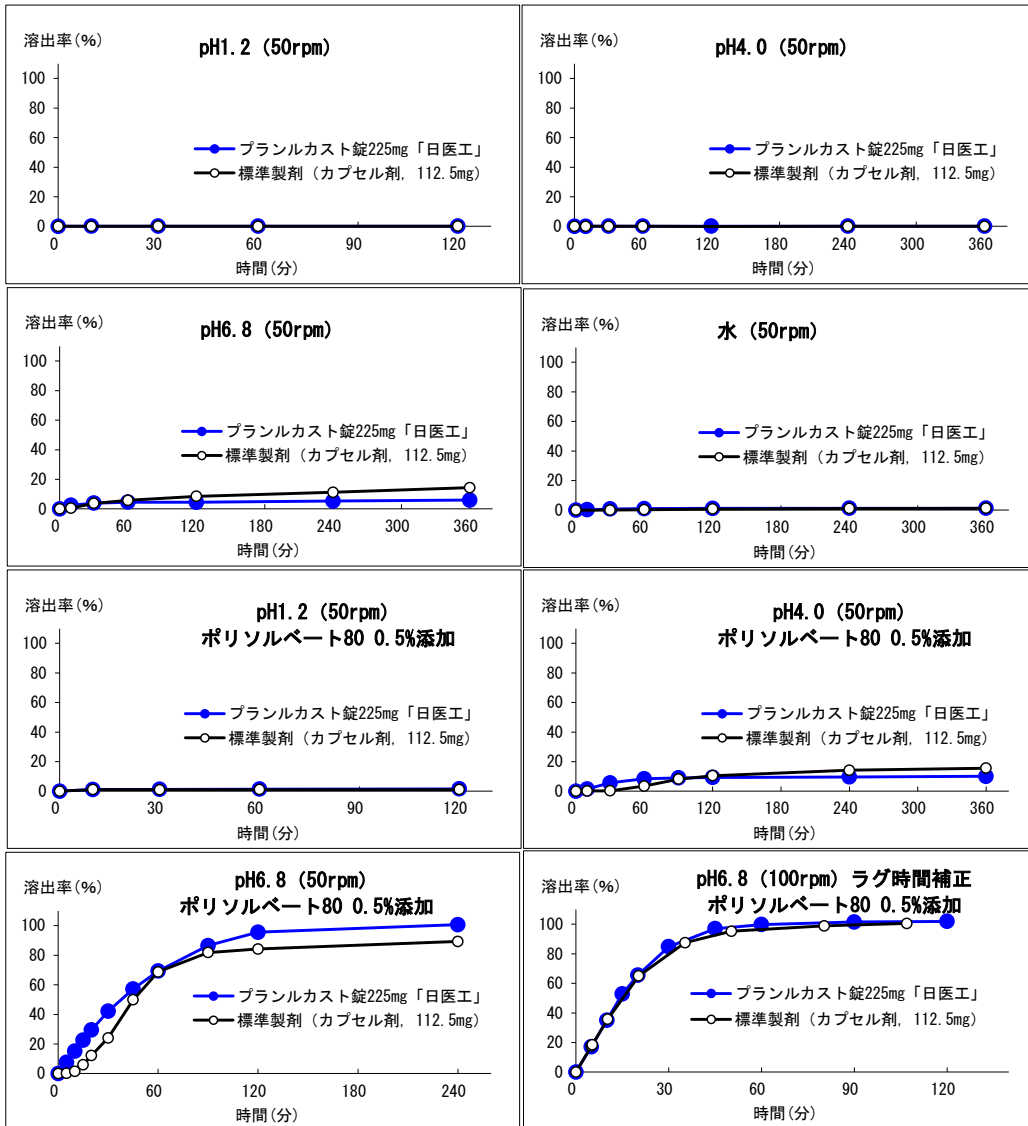 溶出率(%)
pH1.2 (50rpm)
100
80
60
40
20
0
プランルカスト錠225mg「日医工」
標準製剤（カプセル剤, 112.5mg）
0 30 60 90 120
時間(分)
溶出率(%)
pH4.0 (50rpm)
100
80
60
40
20
0
プランルカスト錠225mg「日医工」
標準製剤（カプセル剤, 112.5mg）
0 60 120 180 240 300 360
時間(分)
溶出率(%)
pH6.8 (50rpm)
100
80
60
40
20
0
プランルカスト錠225mg「日医工」
標準製剤（カプセル剤, 112.5mg）
0 60 120 180 240 300 360
時間(分)
溶出率(%)
水 (50rpm)
100
80
60
40
20
0
プランルカスト錠225mg「日医工」
標準製剤（カプセル剤, 112.5mg）
0 60 120 180 240 300 360
時間(分)
溶出率(%)
pH1.2 (50rpm)
ポリソルベート80 0.5%添加
100
80
60
40
20
0
プランルカスト錠225mg「日医工」
標準製剤（カプセル剤, 112.5mg）
0 30 60 90 120
時間(分)
溶出率(%)
pH4.0 (50rpm)
ポリソルベート80 0.5%添加
100
80
60
40
20
0
プランルカスト錠225mg「日医工」
標準製剤（カプセル剤, 112.5mg）
0 60 120 180 240 300 360
時間(分)
溶出率(%)
pH6.8 (50rpm)
ポリソルベート80 0.5%添加
100
80
60
40
20
0
プランルカスト錠225mg「日医工」
標準製剤（カプセル剤, 112.5mg）
0 60 120 180 240
時間(分)
溶出率(%)
pH6.8 (100rpm) ラグ時間補正
ポリソルベート80 0.5%添加
100
80
60
40
20
0
プランルカスト錠225mg「日医工」
標準製剤（カプセル剤, 112.5mg）
0 30 60 90 120
時間(分)